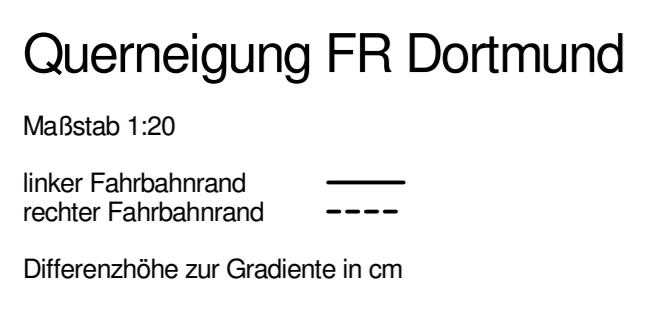 Querneigung FR Dortmund
Maßstab 1:20
linker Fahrbahnrand
rechter Fahrbahnrand
Differenzhöhe zur Gradiente in cm